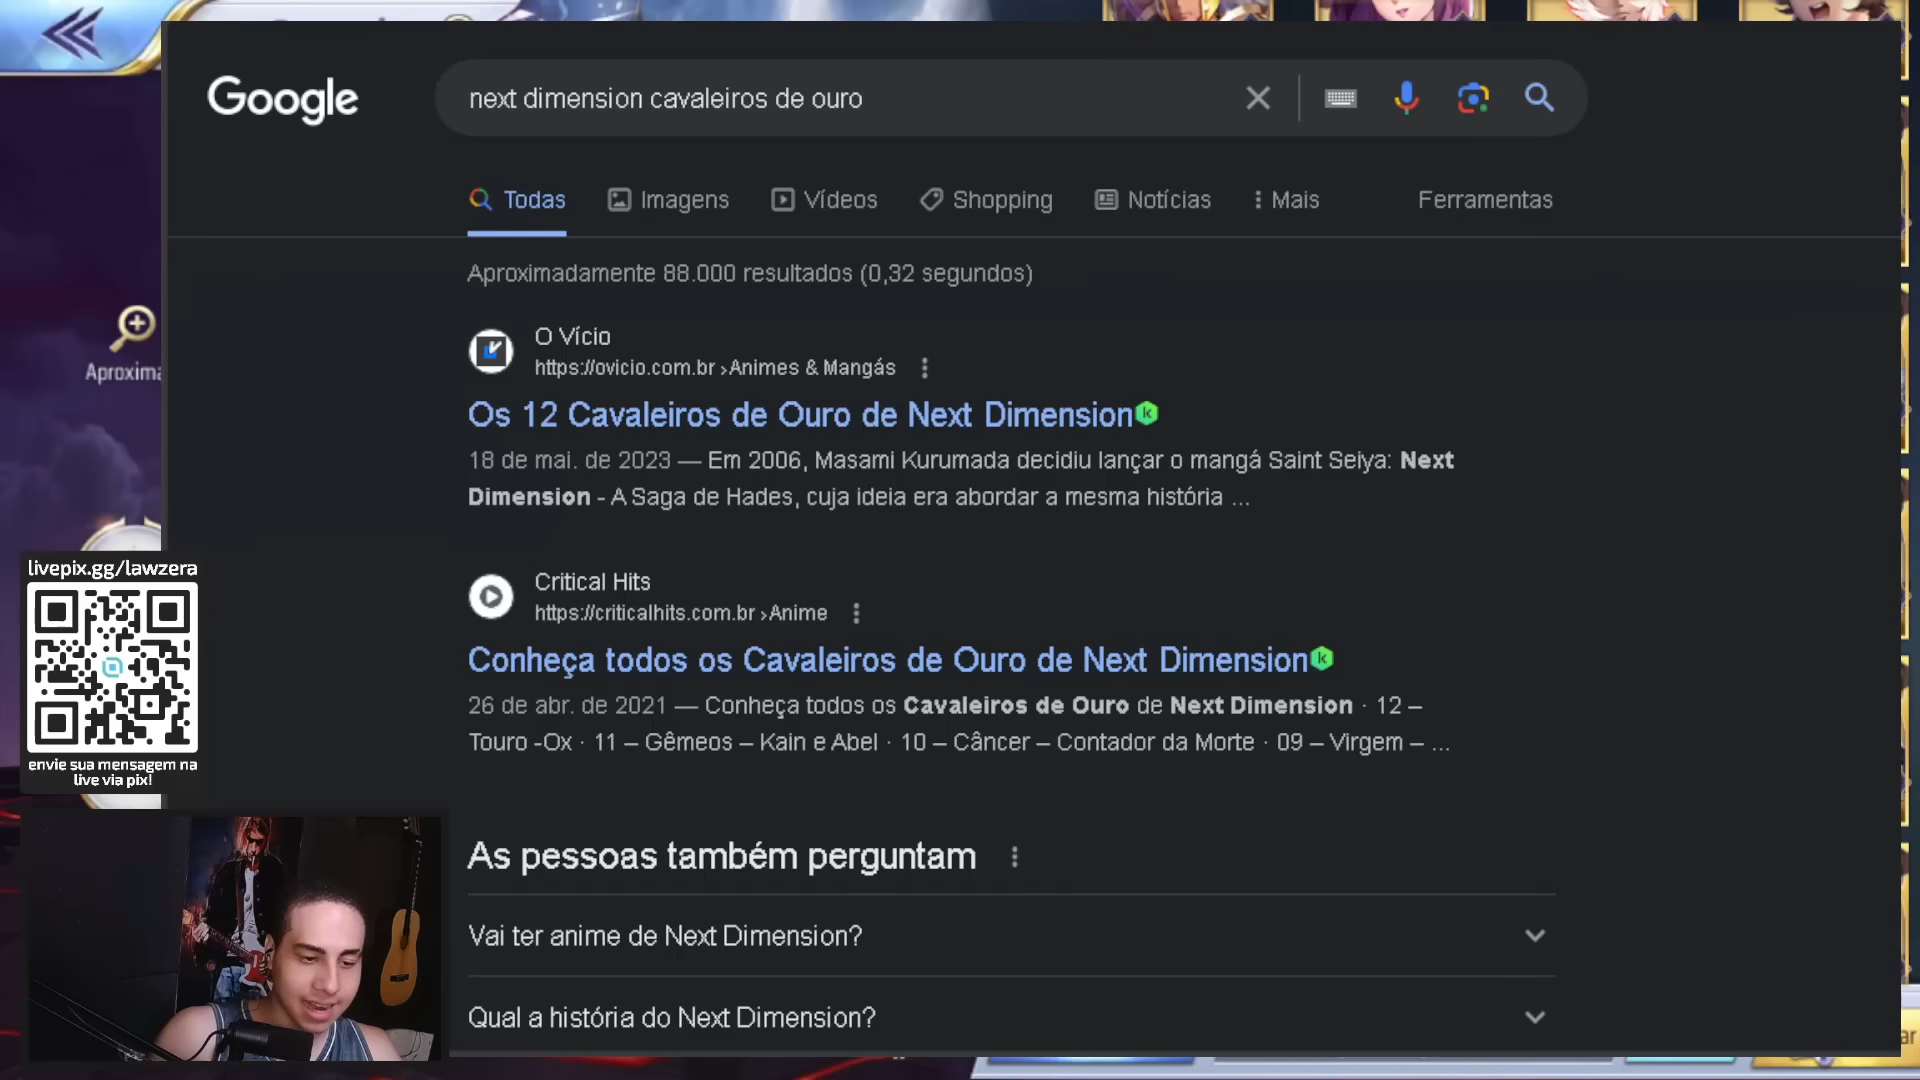 Google
next dimension cavaleiros de ouro
Todas
Imagens
Vídeos
Shopping
Notícias
Mais
Ferramentas
Aproximadamente 88.000 resultados (0,32 segundos)
O Vício
https://ovicio.com.br › Animes & Mangás
Os 12 Cavaleiros de Ouro de Next Dimension
18 de mai. de 2023 — Em 2006, Masami Kurumada decidiu lançar o mangá Saint Seiya: Next
Dimension - A Saga de Hades, cuja ideia era abordar a mesma história ...
Critical Hits
https://criticalhits.com.br › Anime
Conheça todos os Cavaleiros de Ouro de Next Dimension
26 de abr. de 2021 — Conheça todos os Cavaleiros de Ouro de Next Dimension · 12 –
Touro -Ox · 11 – Gêmeos – Kain e Abel · 10 – Câncer – Contador da Morte · 09 – Virgem – ...
As pessoas também perguntam
Vai ter anime de Next Dimension?
Qual a história do Next Dimension?
Aproxima
livepix.gg/lawzera
envie sua mensagem na
live via pix!